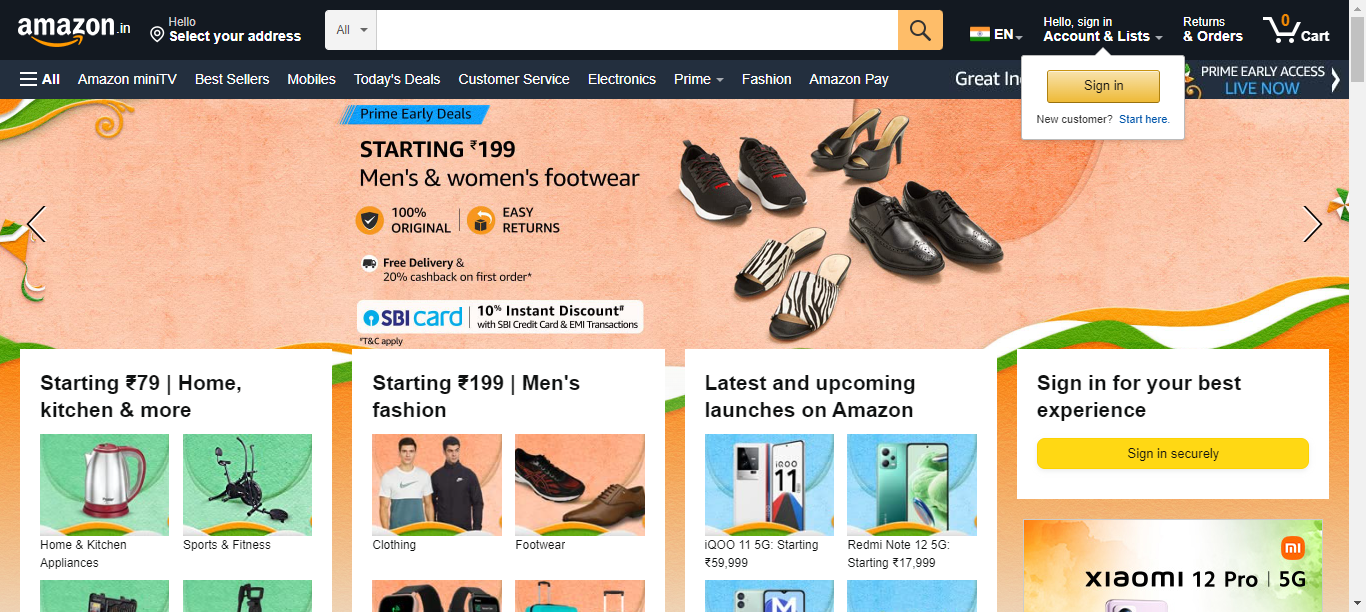 amazon.in
Hello
Select your address
All
EN
Hello, sign in
Account & Lists
Returns
& Orders
0
Cart
All
Amazon miniTV
Best Sellers
Mobiles
Today's Deals
Customer Service
Electronics
Prime
Fashion
Amazon Pay
Great
PRIME EARLY ACCESS
LIVE NOW
Sign in
New customer? Start here.
Prime Early Deals
STARTING ₹199
Men's & women's footwear
100%
ORIGINAL
EASY
RETURNS
Free Delivery &
20% cashback on first order*
SBI card
10% Instant Discount#
with SBI Credit Card & EMI Transactions
*T&C apply
Starting ₹79 | Home,
kitchen & more
Home & Kitchen
Appliances
Sports & Fitness
Starting ₹199 | Men's
fashion
Clothing
Footwear
Latest and upcoming
launches on Amazon
iQOO
11
iQOO 11 5G: Starting
₹59,999
Redmi Note 12 5G:
Starting ₹17,999
Sign in for your best
experience
Sign in securely
mi
xiaomi 12 Pro | 5G